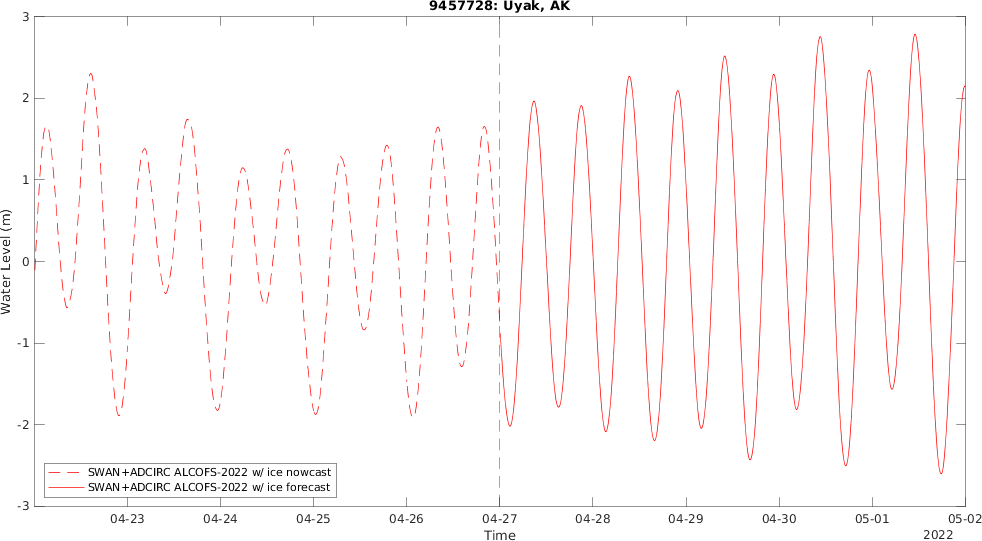 9457728: Uyak, AK
3
2
1
0
-1
-2
-3
Water Level (m)
SWAN+ADCIRC ALCOFS-2022 w/ ice nowcast
SWAN+ADCIRC ALCOFS-2022 w/ ice forecast
04-23 04-24 04-25 04-26 04-27 04-28 04-29 04-30 05-01 05-02
Time
2022